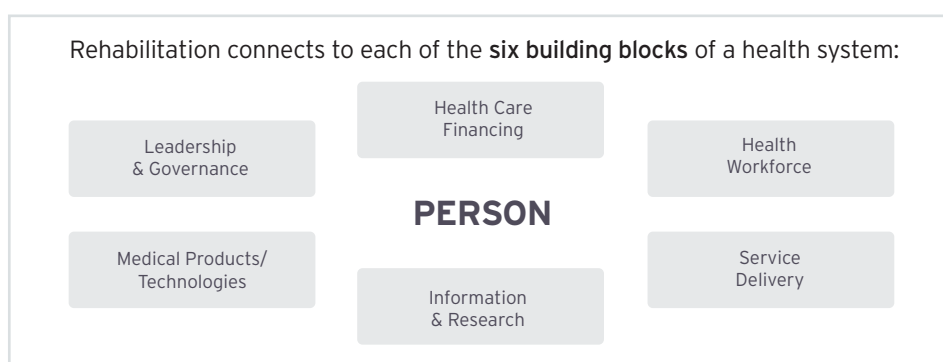 Rehabilitation connects to each of the six building blocks of a health system:
Health Care
Financing
Leadership
& Governance
Health
Workforce
PERSON
Medical Products/
Technologies
Service
Delivery
Information
& Research